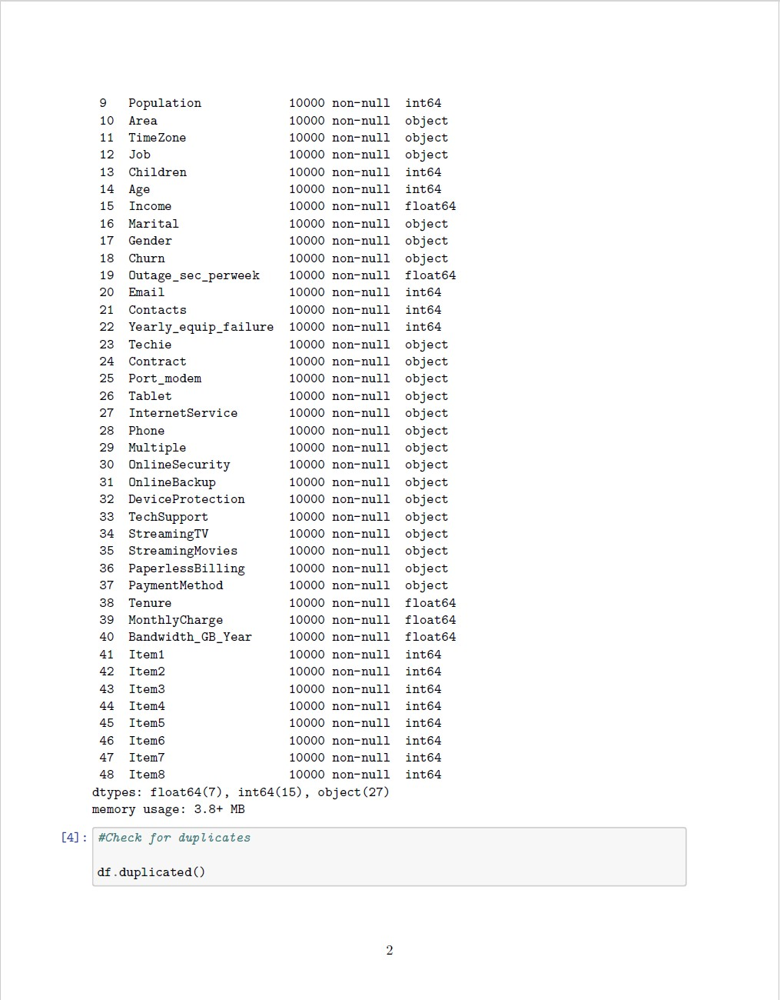 9 Population 10000 non-null int64
10 Area 10000 non-null object
11 TimeZone 10000 non-null object
12 Job 10000 non-null object
13 Children 10000 non-null int64
14 Age 10000 non-null int64
15 Income 10000 non-null float64
16 Marital 10000 non-null object
17 Gender 10000 non-null object
18 Churn 10000 non-null object
19 Outage_sec_perweek 10000 non-null float64
20 Email 10000 non-null int64
21 Contacts 10000 non-null int64
22 Yearly_equip_failure 10000 non-null int64
23 Techie 10000 non-null object
24 Contract 10000 non-null object
25 Port_modem 10000 non-null object
26 Tablet 10000 non-null object
27 InternetService 10000 non-null object
28 Phone 10000 non-null object
29 Multiple 10000 non-null object
30 OnlineSecurity 10000 non-null object
31 OnlineBackup 10000 non-null object
32 DeviceProtection 10000 non-null object
33 TechSupport 10000 non-null object
34 StreamingTV 10000 non-null object
35 StreamingMovies 10000 non-null object
36 PaperlessBilling 10000 non-null object
37 PaymentMethod 10000 non-null object
38 Tenure 10000 non-null float64
39 MonthlyCharge 10000 non-null float64
40 Bandwidth_GB_Year 10000 non-null float64
41 Item1 10000 non-null int64
42 Item2 10000 non-null int64
43 Item3 10000 non-null int64
44 Item4 10000 non-null int64
45 Item5 10000 non-null int64
46 Item6 10000 non-null int64
47 Item7 10000 non-null int64
48 Item8 10000 non-null int64
dtypes: float64(7), int64(15), object(27)
memory usage: 3.8+ MB
[4]: #Check for duplicates
df.duplicated()
2